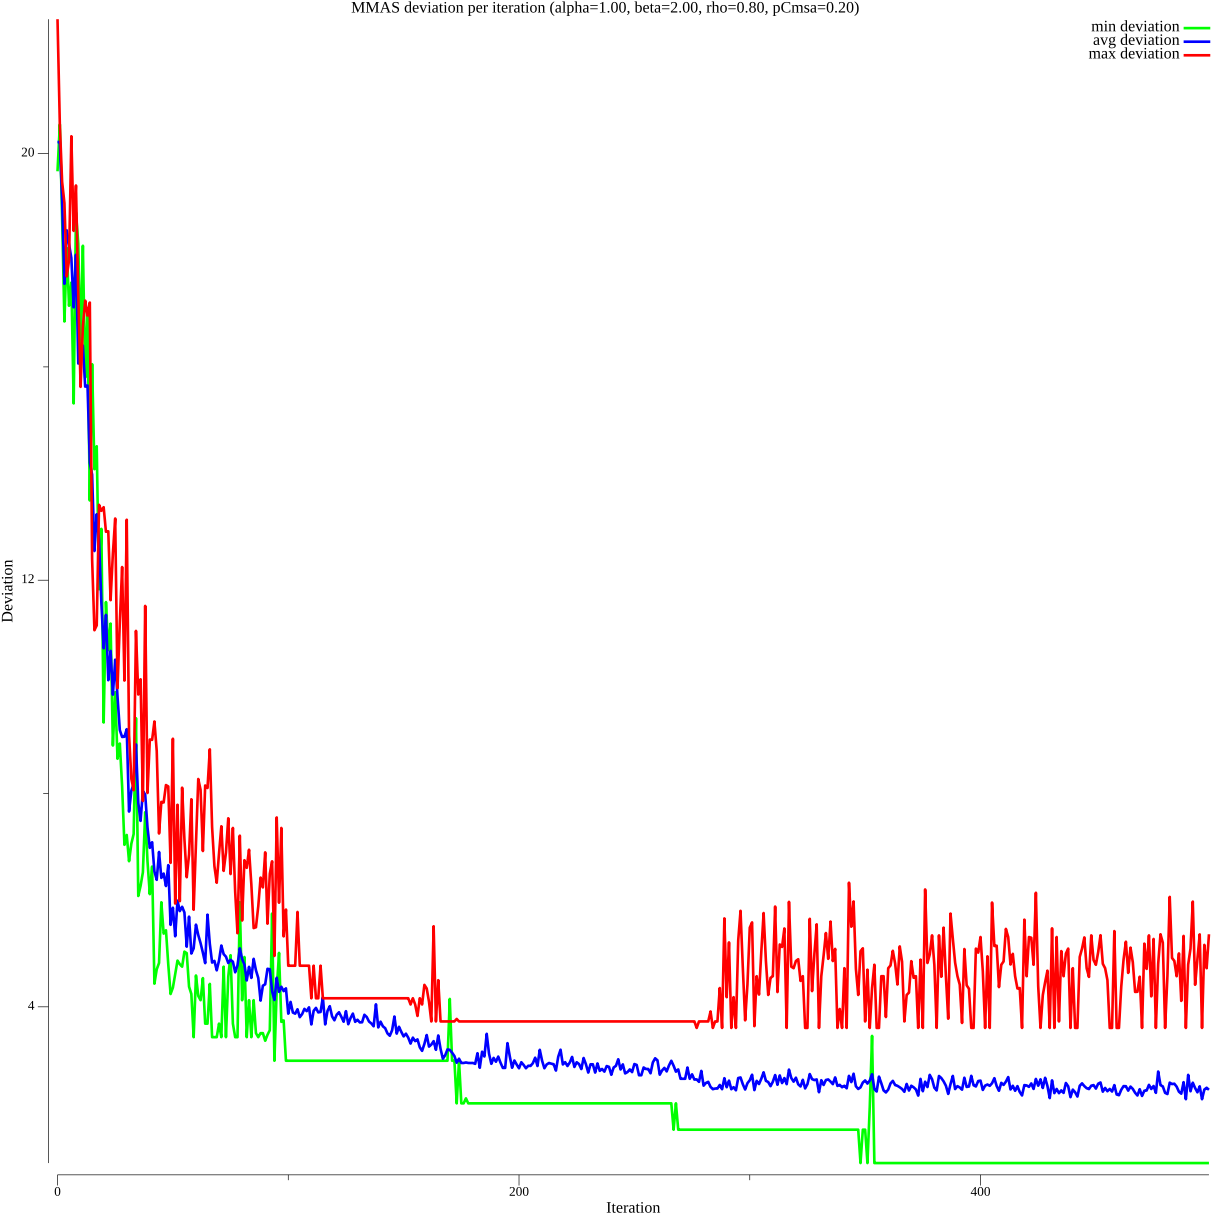 MMAS deviation per iteration (alpha=1.00, beta=2.00, rho=0.80, pCmsa=0.20)
min deviation
avg deviation
max deviation
20
12
4
Deviation
0
200
400
Iteration